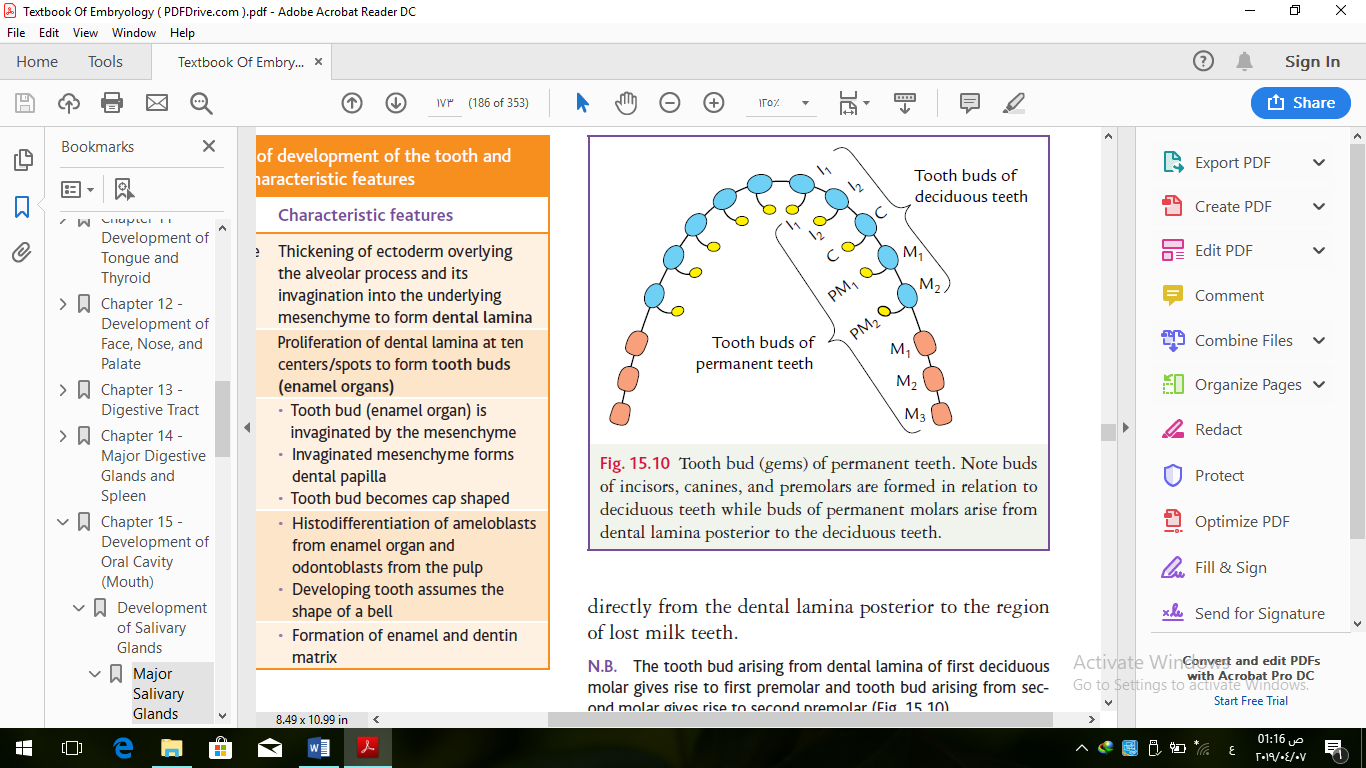 Textbook Of Embryology ( PDFDrive.com ).pdf - Adobe Acrobat Reader DC
File Edit View Window Help
Home Tools Textbook Of Embry... × Sign In
١٧٣ (186 of 353) ١٢٥٪ Share
Bookmarks
Chapter 11
Development of
Tongue and
Thyroid
Chapter 12 -
Development of
Face, Nose, and
Palate
Chapter 13 -
Digestive Tract
Chapter 14 -
Major Digestive
Glands and
Spleen
Chapter 15 -
Development of
Oral Cavity
(Mouth)
Development
of Salivary
Glands
Major
Salivary
Glands
of development of the tooth and
haracteristic features
Characteristic features
e Thickening of ectoderm overlying
the alveolar process and its
invagination into the underlying
mesenchyme to form dental lamina
Proliferation of dental lamina at ten
centers/spots to form tooth buds
(enamel organs)
• Tooth bud (enamel organ) is
invaginated by the mesenchyme
• Invaginated mesenchyme forms
dental papilla
• Tooth bud becomes cap shaped
• Histodifferentiation of ameloblasts
from enamel organ and
odontoblasts from the pulp
• Developing tooth assumes the
shape of a bell
• Formation of enamel and dentin
matrix
8.49 x 10.99 in
I₁
I₂
C
M₁
M₂
Tooth buds of
deciduous teeth
I₁
I₂
C
PM₁
PM₂
M₁
M₂
M₃
Tooth buds of
permanent teeth
Fig. 15.10 Tooth bud (gems) of permanent teeth. Note buds
of incisors, canines, and premolars are formed in relation to
deciduous teeth while buds of permanent molars arise from
dental lamina posterior to the deciduous teeth.
directly from the dental lamina posterior to the region
of lost milk teeth.
N.B. The tooth bud arising from dental lamina of first deciduous
molar gives rise to first premolar and tooth bud arising from sec-
ond molar gives rise to second premolar (Fig. 15.10)
Export PDF
Create PDF
Edit PDF
Comment
Combine Files
Organize Pages
Redact
Protect
Optimize PDF
Fill & Sign
Send for Signature
Convert and edit PDFs
with Acrobat Pro DC
Start Free Trial
Activate Windows
Go to Settings to activate Windows.
ع
01:16 ص
٢٠١٩/٠٤/٠٧